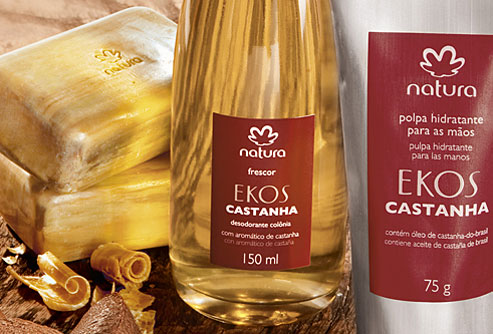 natura
natura
frescor
EKOS
CASTANHA
desodorante colônia
com aromático de castanha
con aromático de castaña
150 ml
natura
polpa hidratante
para as mãos
pulpa hidratante
para las manos
EKOS
CASTANHA
contém óleo de castanha-do-brasil
contiene aceite de castaña de brasil
75 g